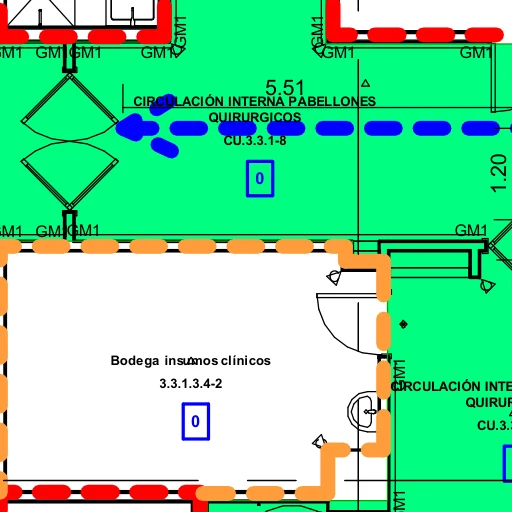 GM1
GM1
GM1
GM1
GM1
GM1
GM1
5.51
CIRCULACIÓN INTERNA PABELLONES
QUIRURGICOS
CU.3.3.1-8
0
1.20
GM1
GM1
GM1
GM1
Bodega insumos clínicos
3.3.1.3.4-2
0
GM1
CIRCULACIÓN INTE
QUIRUR
CU.3.
GM1